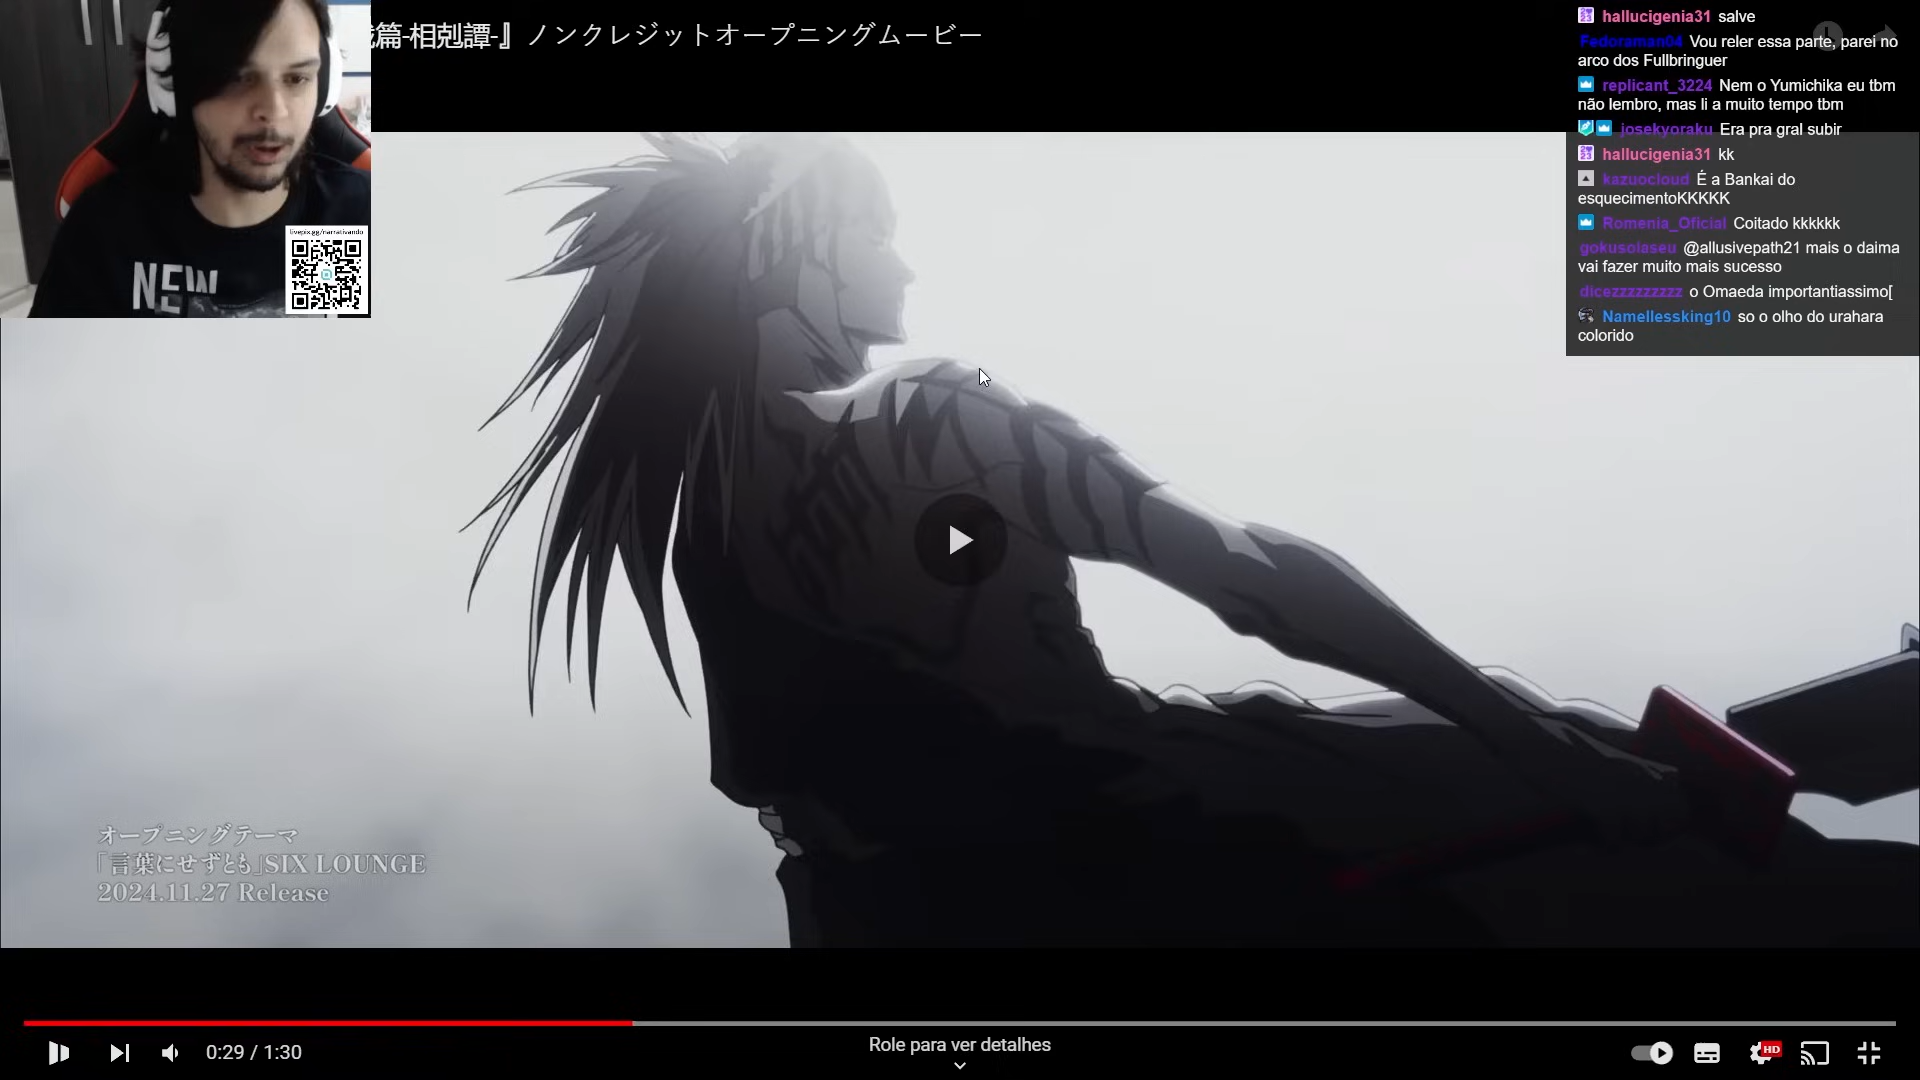 篇-相剋譚-』ノンクレジットオープニングムービー
livepix.gg/narrativando
NEW
hallucigenia31 salve
Fedoraman04 Vou reler essa parte, parei no
arco dos Fullbringuer
replicant_3224 Nem o Yumichika eu tbm
não lembro, mas li a muito tempo tbm
josekyoraku Era pra gral subir
hallucigenia31 kk
kazuocloud É a Bankai do
esquecimentoKKKKK
Romenia_Oficial Coitado kkkkkk
gokusolaseu @allusivepath21 mais o daima
vai fazer muito mais sucesso
dicezzzzzzzzz o Omaeda importantiassimo[
Namellessking10 so o olho do urahara
colorido
オープニングテーマ
「言葉にせずとも」SIX LOUNGE
2024.11.27 Release
0:29 / 1:30
Role para ver detalhes
HD